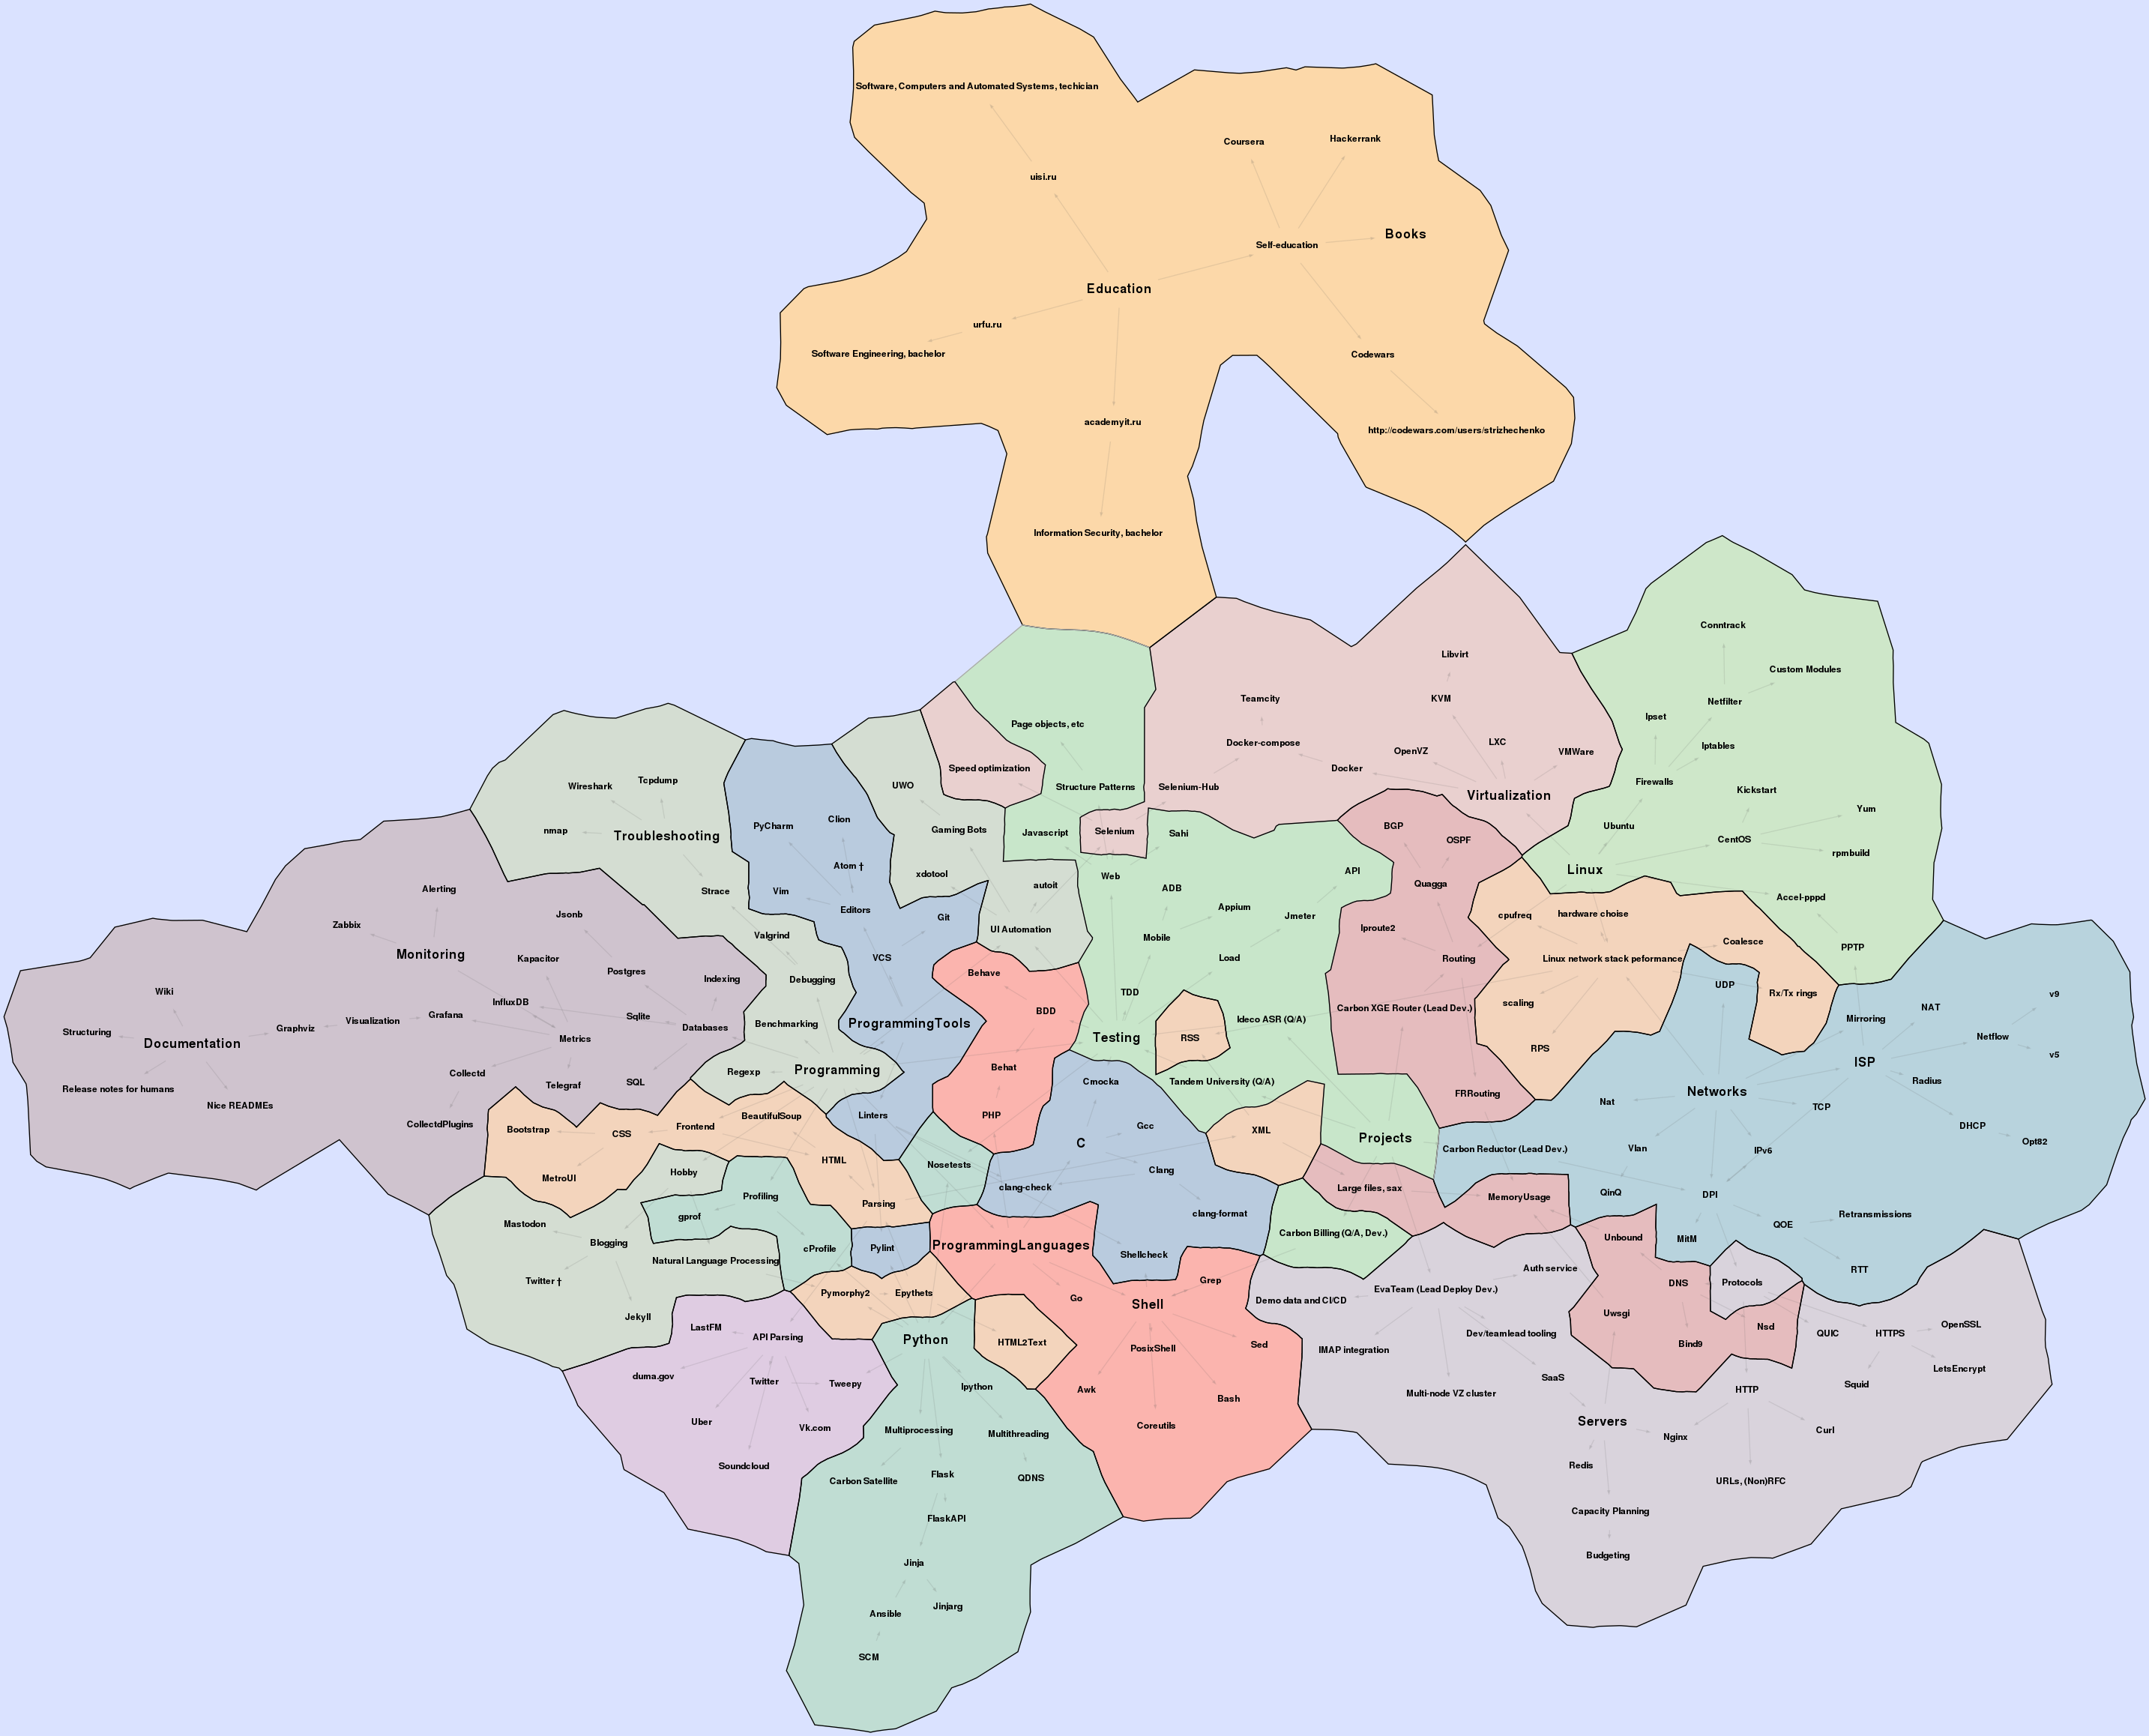 Software, Computers and Automated Systems, techician
Coursera
Hackerrank
uisi.ru
Books
Self-education
Education
urfu.ru
Software Engineering, bachelor
Codewars
academyit.ru
http://codewars.com/users/strizhechenko
Information Security, bachelor
Conntrack
Libvirt
Custom Modules
Teamcity
KVM
Netfilter
Page objects, etc
Ipset
Docker-compose
LXC
Iptables
OpenVZ
VMWare
Speed optimization
Docker
Tcpdump
Wireshark
UWO
Structure Patterns
Selenium-Hub
Firewalls
Kickstart
Virtualization
Yum
Clion
PyCharm
BGP
Ubuntu
nmap
Troubleshooting
Gaming Bots
Javascript
Selenium
Sahi
OSPF
CentOS
rpmbuild
Atom †
Linux
API
xdotool
Web
autoit
Quagga
Alerting
Strace
Vim
ADB
Accel-pppd
Editors
Appium
Jsonb
Git
Jmeter
cpufreq
hardware choise
Zabbix
UI Automation
Iproute2
Valgrind
Mobile
Coalesce
PPTP
Monitoring
Kapacitor
VCS
Load
Routing
Linux network stack peformance
Postgres
Behave
Indexing
Debugging
UDP
Wiki
TDD
Rx/Tx rings
v9
InfluxDB
scaling
Carbon XGE Router (Lead Dev.)
NAT
Grafana
Sqlite
BDD
Visualization
Ideco ASR (Q/A)
Mirroring
Benchmarking
ProgrammingTools
Graphviz
Databases
Structuring
Metrics
Testing
RSS
Netflow
Documentation
RPS
v5
ISP
Behat
Collectd
Regexp
Programming
Telegraf
SQL
Cmocka
Tandem University (Q/A)
Radius
Release notes for humans
FRRouting
Networks
Nat
TCP
Nice READMEs
BeautifulSoup
Linters
PHP
CollectdPlugins
Bootstrap
CSS
Frontend
Gcc
XML
DHCP
Projects
C
Opt82
Carbon Reductor (Lead Dev.)
Vlan
IPv6
HTML
Nosetests
Hobby
Clang
MetroUI
clang-check
Large files, sax
MemoryUsage
QinQ
DPI
Profiling
Parsing
gprof
clang-format
Retransmissions
Mastodon
QOE
Carbon Billing (Q/A, Dev.)
Unbound
MitM
Blogging
cProfile
Pylint
ProgrammingLanguages
Shellcheck
Natural Language Processing
Auth service
RTT
Twitter †
Grep
DNS
Protocols
Pymorphy2
Epythets
Go
Shell
Demo data and CI/CD
EvaTeam (Lead Deploy Dev.)
Uwsgi
Jekyll
LastFM
API Parsing
Python
HTML2Text
PosixShell
Sed
IMAP integration
Dev/teamlead tooling
Bind9
Nsd
QUIC
HTTPS
OpenSSL
duma.gov
Twitter
Tweepy
Ipython
Awk
Bash
Multi-node VZ cluster
SaaS
HTTP
Squid
LetsEncrypt
Uber
Vk.com
Multiprocessing
Multithreading
Coreutils
Servers
Nginx
Curl
Soundcloud
Carbon Satellite
Flask
QDNS
Redis
URLs, (Non)RFC
FlaskAPI
Capacity Planning
Jinja
Budgeting
Ansible
Jinjarg
SCM